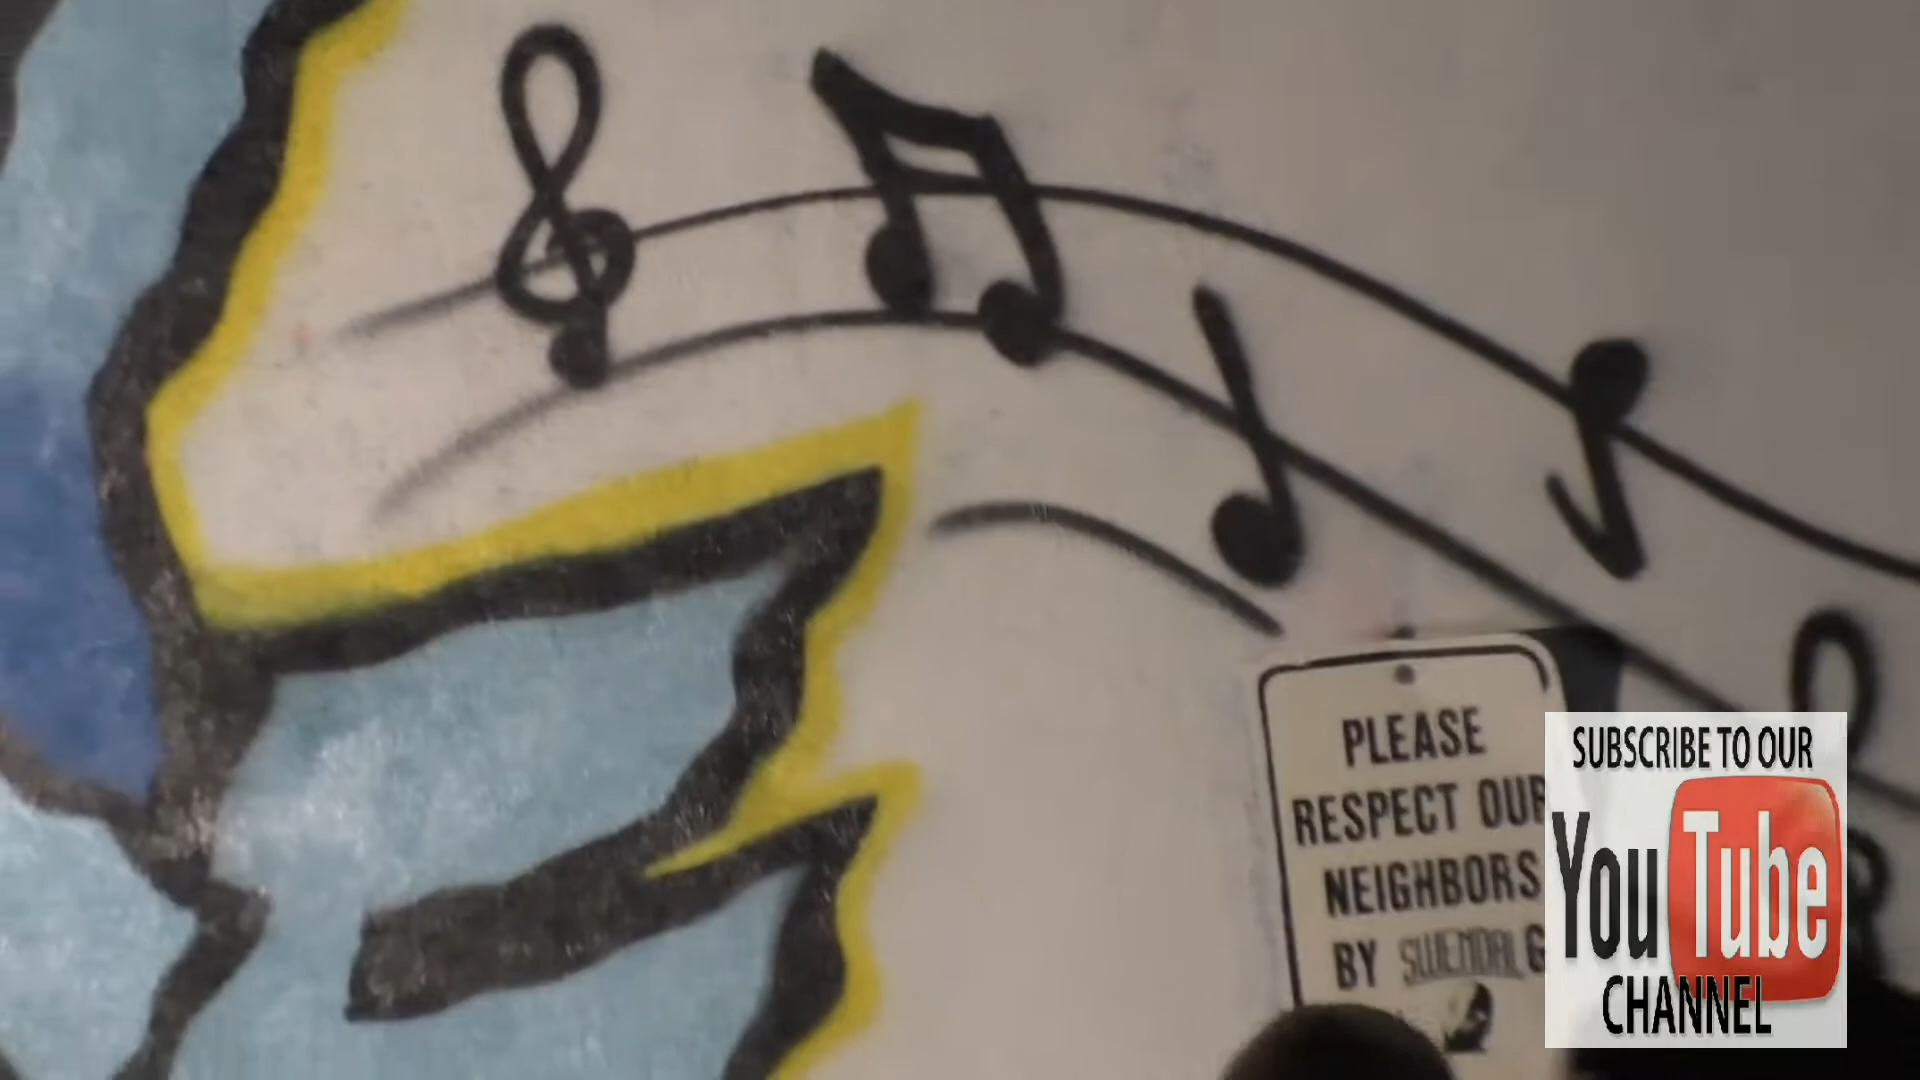 PLEASE
RESPECT OUR
NEIGHBORS
BY
SUBSCRIBE TO OUR
YouTube
CHANNEL